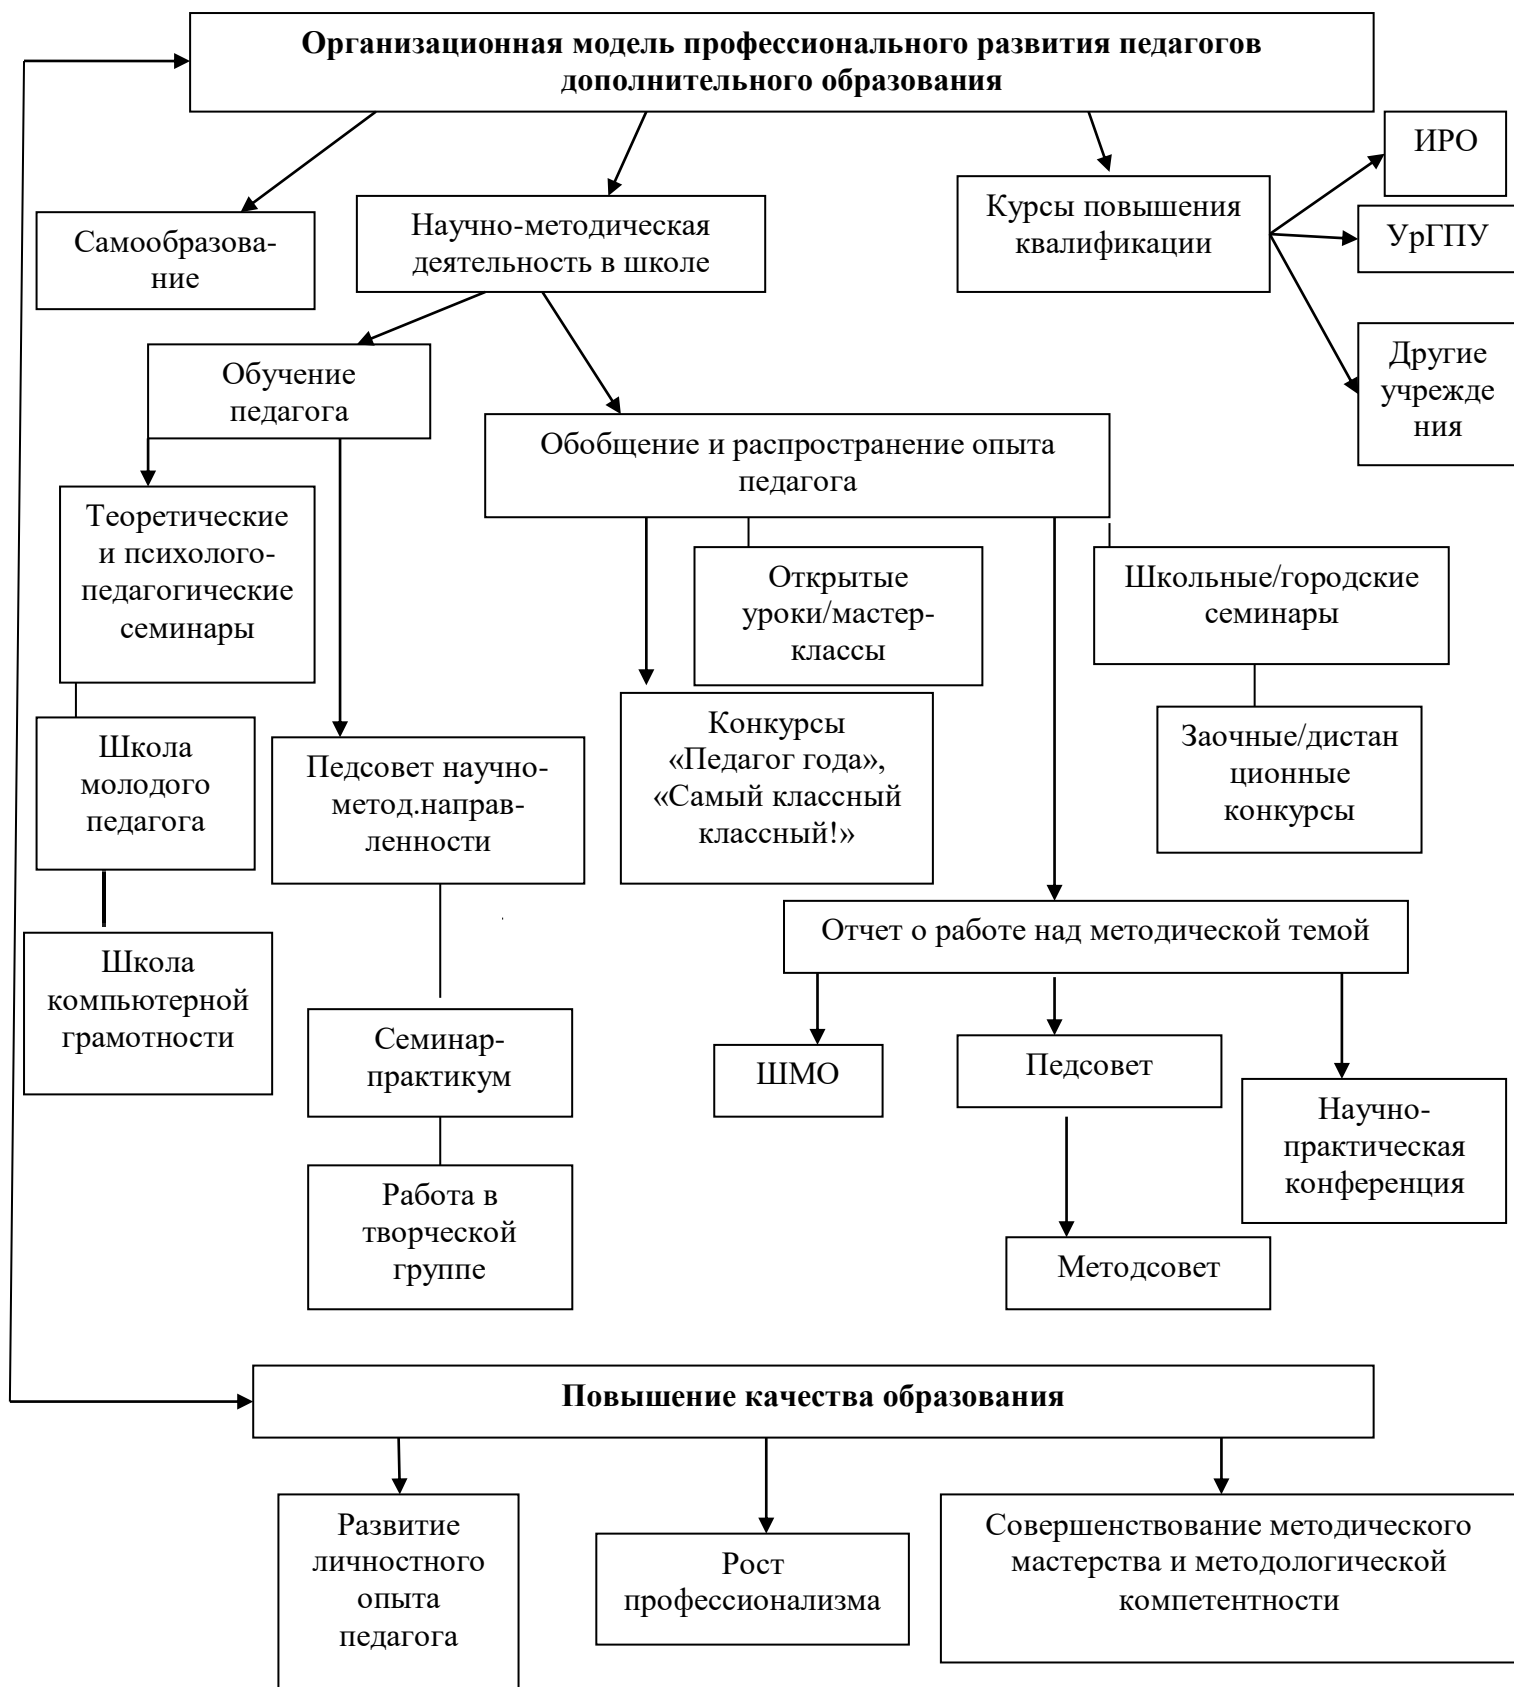 Организационная модель профессионального развития педагогов
дополнительного образования
ИРО
Курсы повышения
квалификации
УрГПУ
Другие
учрежде
ния
Самообразова-
ние
Научно-методическая
деятельность в школе
Обучение
педагога
Обобщение и распространение опыта
педагога
Теоретические
и психолого-
педагогические
семинары
Открытые
уроки/мастер-
классы
Школьные/городские
семинары
Школа
молодого
педагога
Педсовет научно-
метод.направ-
ленности
Конкурсы
«Педагог года»,
«Самый классный
классный!»
Заочные/дистан
ционные
конкурсы
Школа
компьютерной
грамотности
Отчет о работе над методической темой
Семинар-
практикум
ШМО
Педсовет
Научно-
практическая
конференция
Работа в
творческой
группе
Методсовет
Повышение качества образования
Развитие
личностного
опыта
педагога
Рост
профессионализма
Совершенствование методического
мастерства и методологической
компетентности